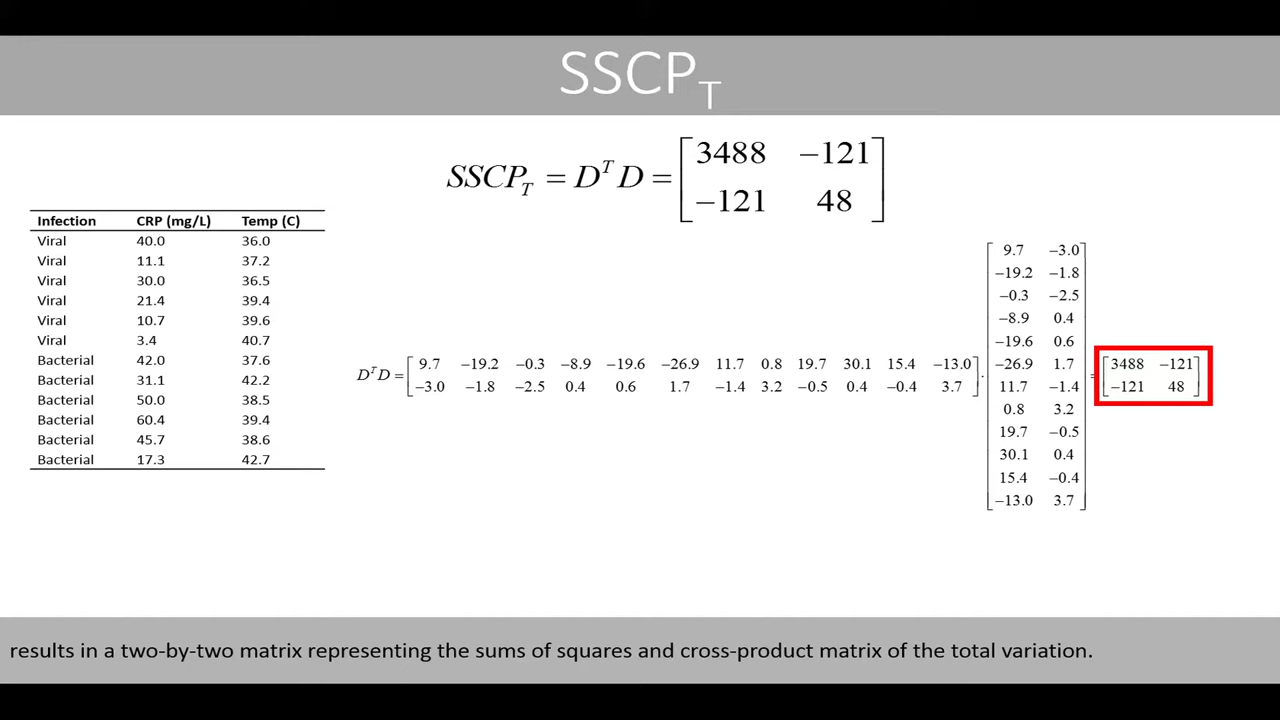 SSCP_T
SSCP_T = D^T D = [3488 −121
−121 48]
Infection CRP (mg/L) Temp (C)
Viral 40.0 36.0
Viral 11.1 37.2
Viral 30.0 36.5
Viral 21.4 39.4
Viral 10.7 39.6
Viral 3.4 40.7
Bacterial 42.0 37.6
Bacterial 31.1 42.2
Bacterial 50.0 38.5
Bacterial 60.4 39.4
Bacterial 45.7 38.6
Bacterial 17.3 42.7
D^T D = [9.7 −19.2 −0.3 −8.9 −19.6 −26.9 11.7 0.8 19.7 30.1 15.4 −13.0
−3.0 −1.8 −2.5 0.4 0.6 1.7 −1.4 3.2 −0.5 0.4 −0.4 3.7] ·
[9.7 −3.0
−19.2 −1.8
−0.3 −2.5
−8.9 0.4
−19.6 0.6
−26.9 1.7
11.7 −1.4
0.8 3.2
19.7 −0.5
30.1 0.4
15.4 −0.4
−13.0 3.7]
= [3488 −121
−121 48]
results in a two-by-two matrix representing the sums of squares and cross-product matrix of the total variation.